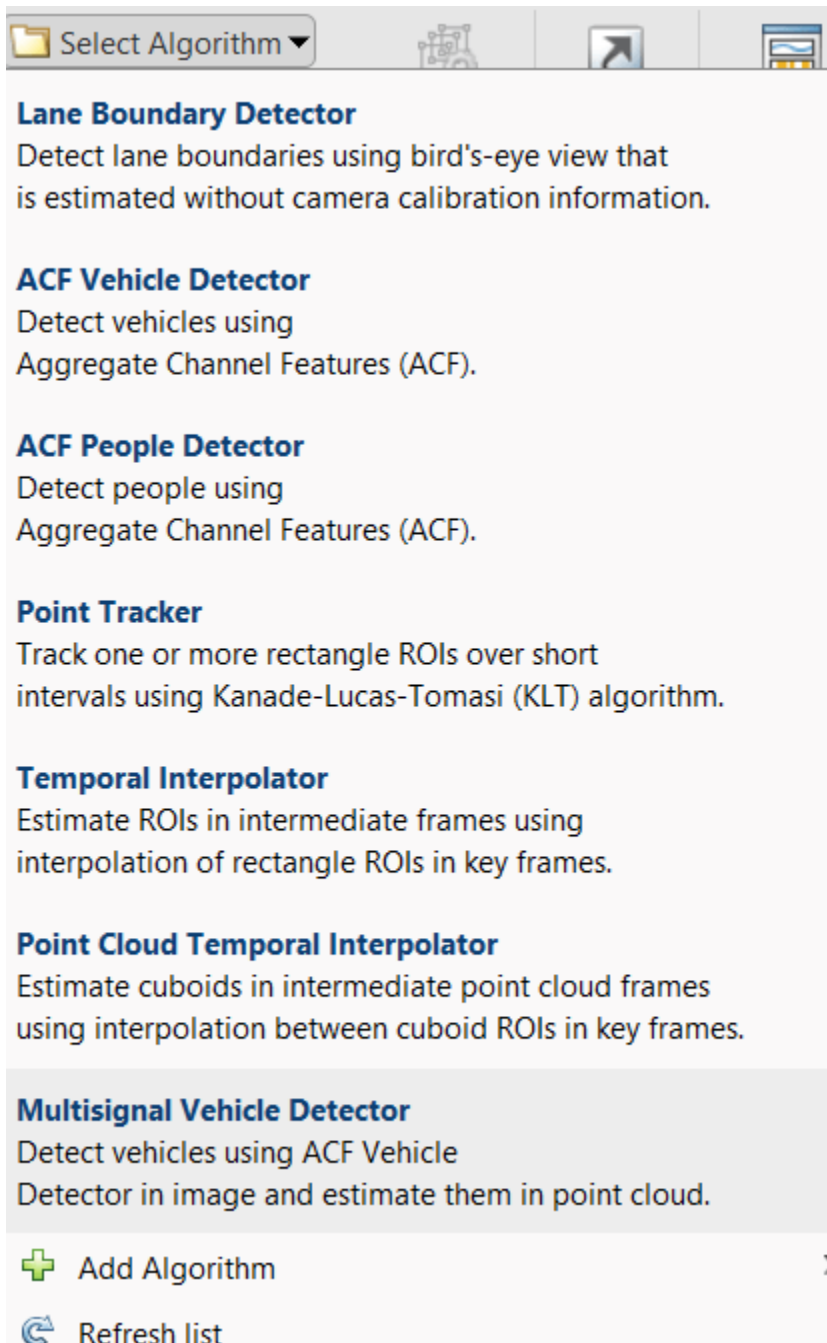 Select Algorithm
Lane Boundary Detector
Detect lane boundaries using bird's-eye view that
is estimated without camera calibration information.
ACF Vehicle Detector
Detect vehicles using
Aggregate Channel Features (ACF).
ACF People Detector
Detect people using
Aggregate Channel Features (ACF).
Point Tracker
Track one or more rectangle ROIs over short
intervals using Kanade-Lucas-Tomasi (KLT) algorithm.
Temporal Interpolator
Estimate ROIs in intermediate frames using
interpolation of rectangle ROIs in key frames.
Point Cloud Temporal Interpolator
Estimate cuboids in intermediate point cloud frames
using interpolation between cuboid ROIs in key frames.
Multisignal Vehicle Detector
Detect vehicles using ACF Vehicle
Detector in image and estimate them in point cloud.
Add Algorithm
Refresh list